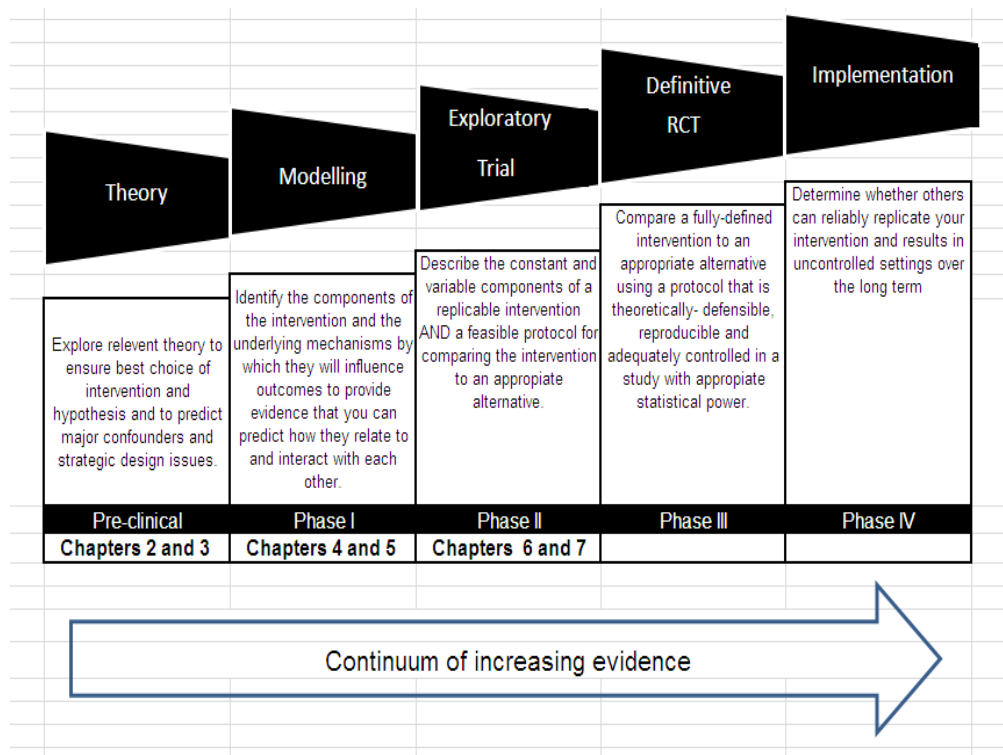 Theory
Modelling
Exploratory
Trial
Definitive
RCT
Implementation
Explore relevent theory to
ensure best choice of
intervention and
hypothesis and to predict
major confounders and
strategic design issues.
Identify the components of
the intervention and the
underlying mechanisms by
which they will influence
outcomes to provide
evidence that you can
predict how they relate to
and interact with each
other.
Describe the constant and
variable components of a
replicable intervention
AND a feasible protocol for
comparing the intervention
to an appropiate
alternative.
Compare a fully-defined
intervention to an
appropriate alternative
using a protocol that is
theoretically- defensible,
reproducible and
adequately controlled in a
study with appropiate
statistical power.
Determine whether others
can reliably replicate your
intervention and results in
uncontrolled settings over
the long term
Pre-clinical
Phase I
Phase II
Phase III
Phase IV
Chapters 2 and 3
Chapters 4 and 5
Chapters  6 and 7
Continuum of increasing evidence